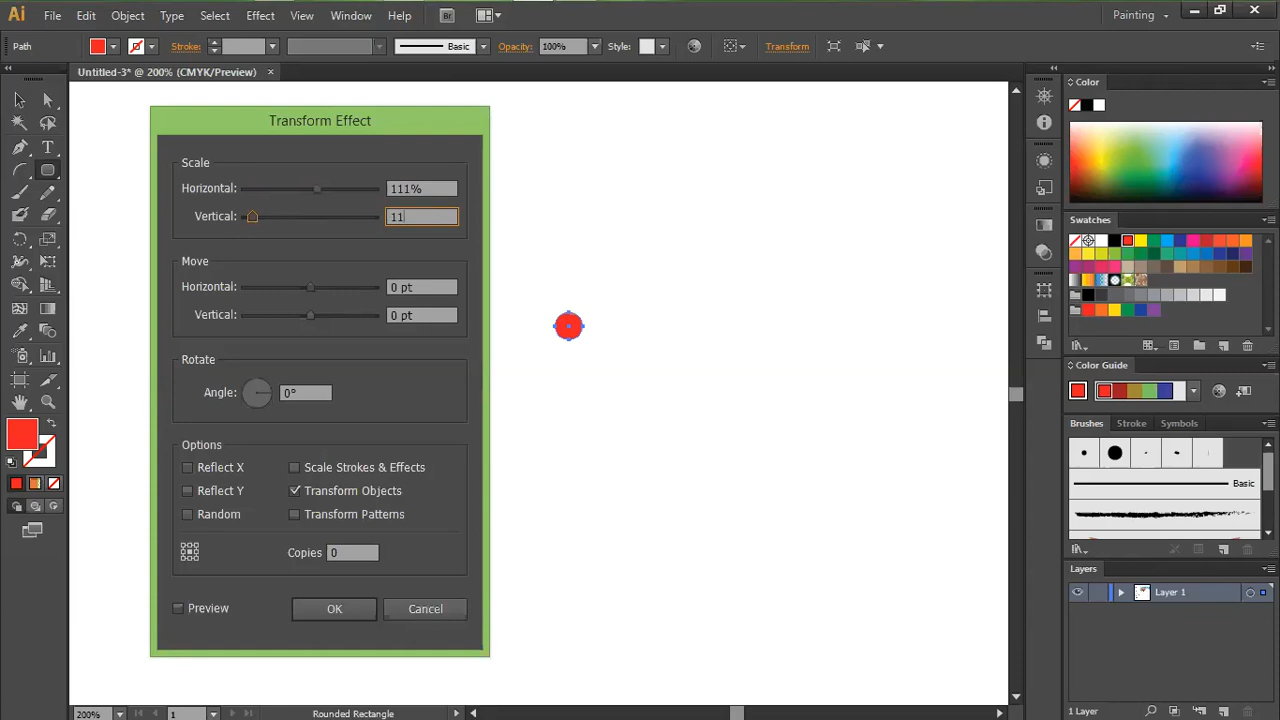 Ai File Edit Object Type Select Effect View Window Help Br Painting
Path Stroke: Basic Opacity: 100% Style: Transform
Untitled-3* @ 200% (CMYK/Preview) ×
Transform Effect
Scale
Horizontal: 111%
Vertical: 11
Move
Horizontal: 0 pt
Vertical: 0 pt
Rotate
Angle: 0°
Options
Reflect X Scale Strokes & Effects
Reflect Y Transform Objects
Random Transform Patterns
Copies 0
Preview OK Cancel
Color
Swatches
Color Guide
Brushes Stroke Symbols
Basic
Layers
Layer 1
1 Layer
200% 1 Rounded Rectangle